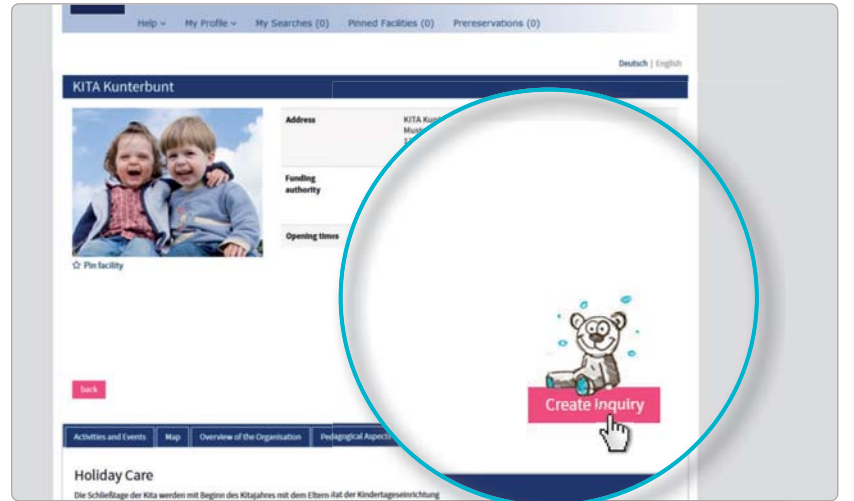 Help My Profile My Searches (0) Pinned Facilities (0) Prereservations (0)
Deutsch | English
KITA Kunterbunt
Address KITA
Funding
authority
Opening times
☆ Pin facility
back
Create Inquiry
Activities and Events Map Overview of the Organisation Pedagogical Aspects
Holiday Care
Die Schließtage der Kita werden mit Beginn des Kitajahres mit dem Eltern der Kindertageseinrichtung